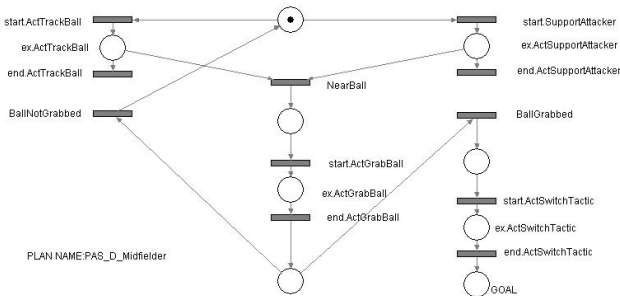 start.ActTrackBall
start.SupportAttacker
ex.ActTrackBall
ex.ActSupportAttacker
end.ActTrackBall
end.ActSupportAttacker
NearBall
BallNotGrabbed
BallGrabbed
start.ActGrabBall
ex.ActGrabBall
start.ActSwitchTactic
end.ActGrabBall
ex.ActSwitchTactic
end.ActSwitchTactic
PLAN NAME:PAS_D_Midfielder
GOAL